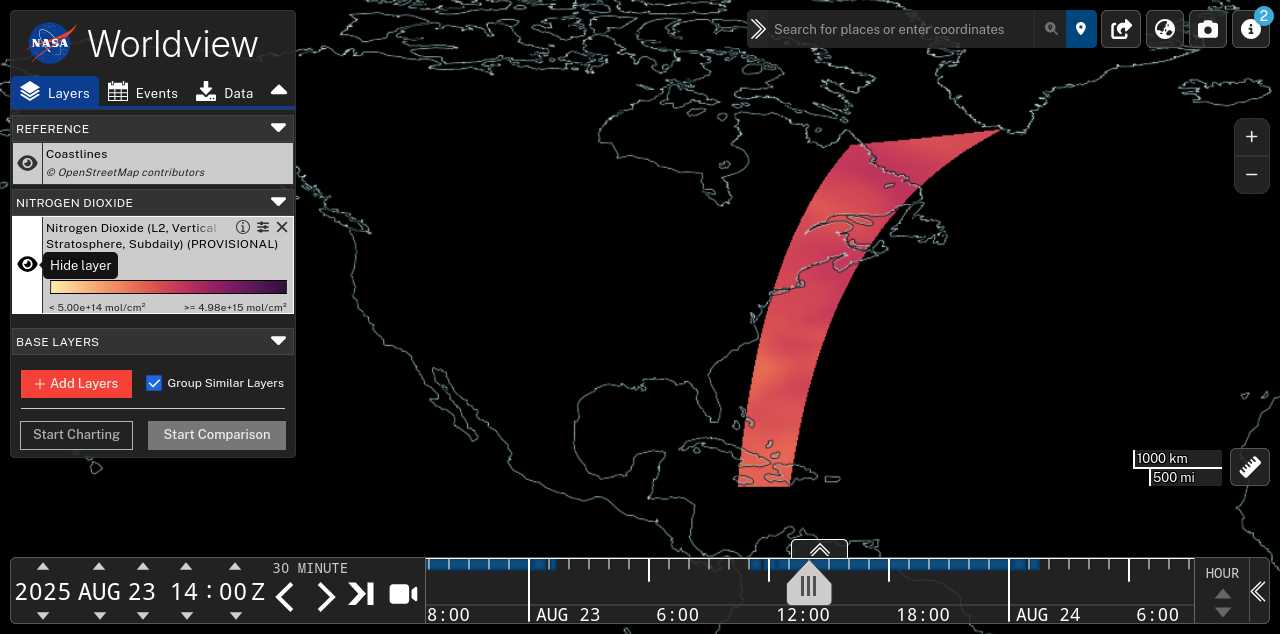 NASA
Worldview
Layers
Events
Data
REFERENCE
Coastlines
© OpenStreetMap contributors
NITROGEN DIOXIDE
Nitrogen Dioxide (L2, Vertical
Stratosphere, Subdaily) (PROVISIONAL)
Hide layer
< 5.00e+14 mol/cm²
>= 4.98e+15 mol/cm²
BASE LAYERS
+ Add Layers
Group Similar Layers
Start Charting
Start Comparison
Search for places or enter coordinates
2
+
−
1000 km
500 mi
2025 AUG 23 14 : 00 Z
30 MINUTE
8:00
AUG 23
6:00
12:00
18:00
AUG 24
6:00
HOUR